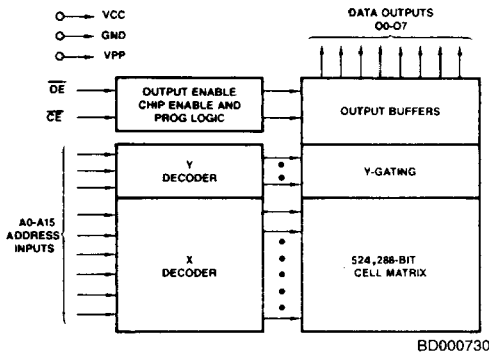 VCC
GND
VPP
DATA OUTPUTS
O0-O7
OE
CE
OUTPUT ENABLE
CHIP ENABLE AND
PROG LOGIC
OUTPUT BUFFERS
Y
DECODER
Y-GATING
A0-A15
ADDRESS
INPUTS
X
DECODER
524,288-BIT
CELL MATRIX
BD000730